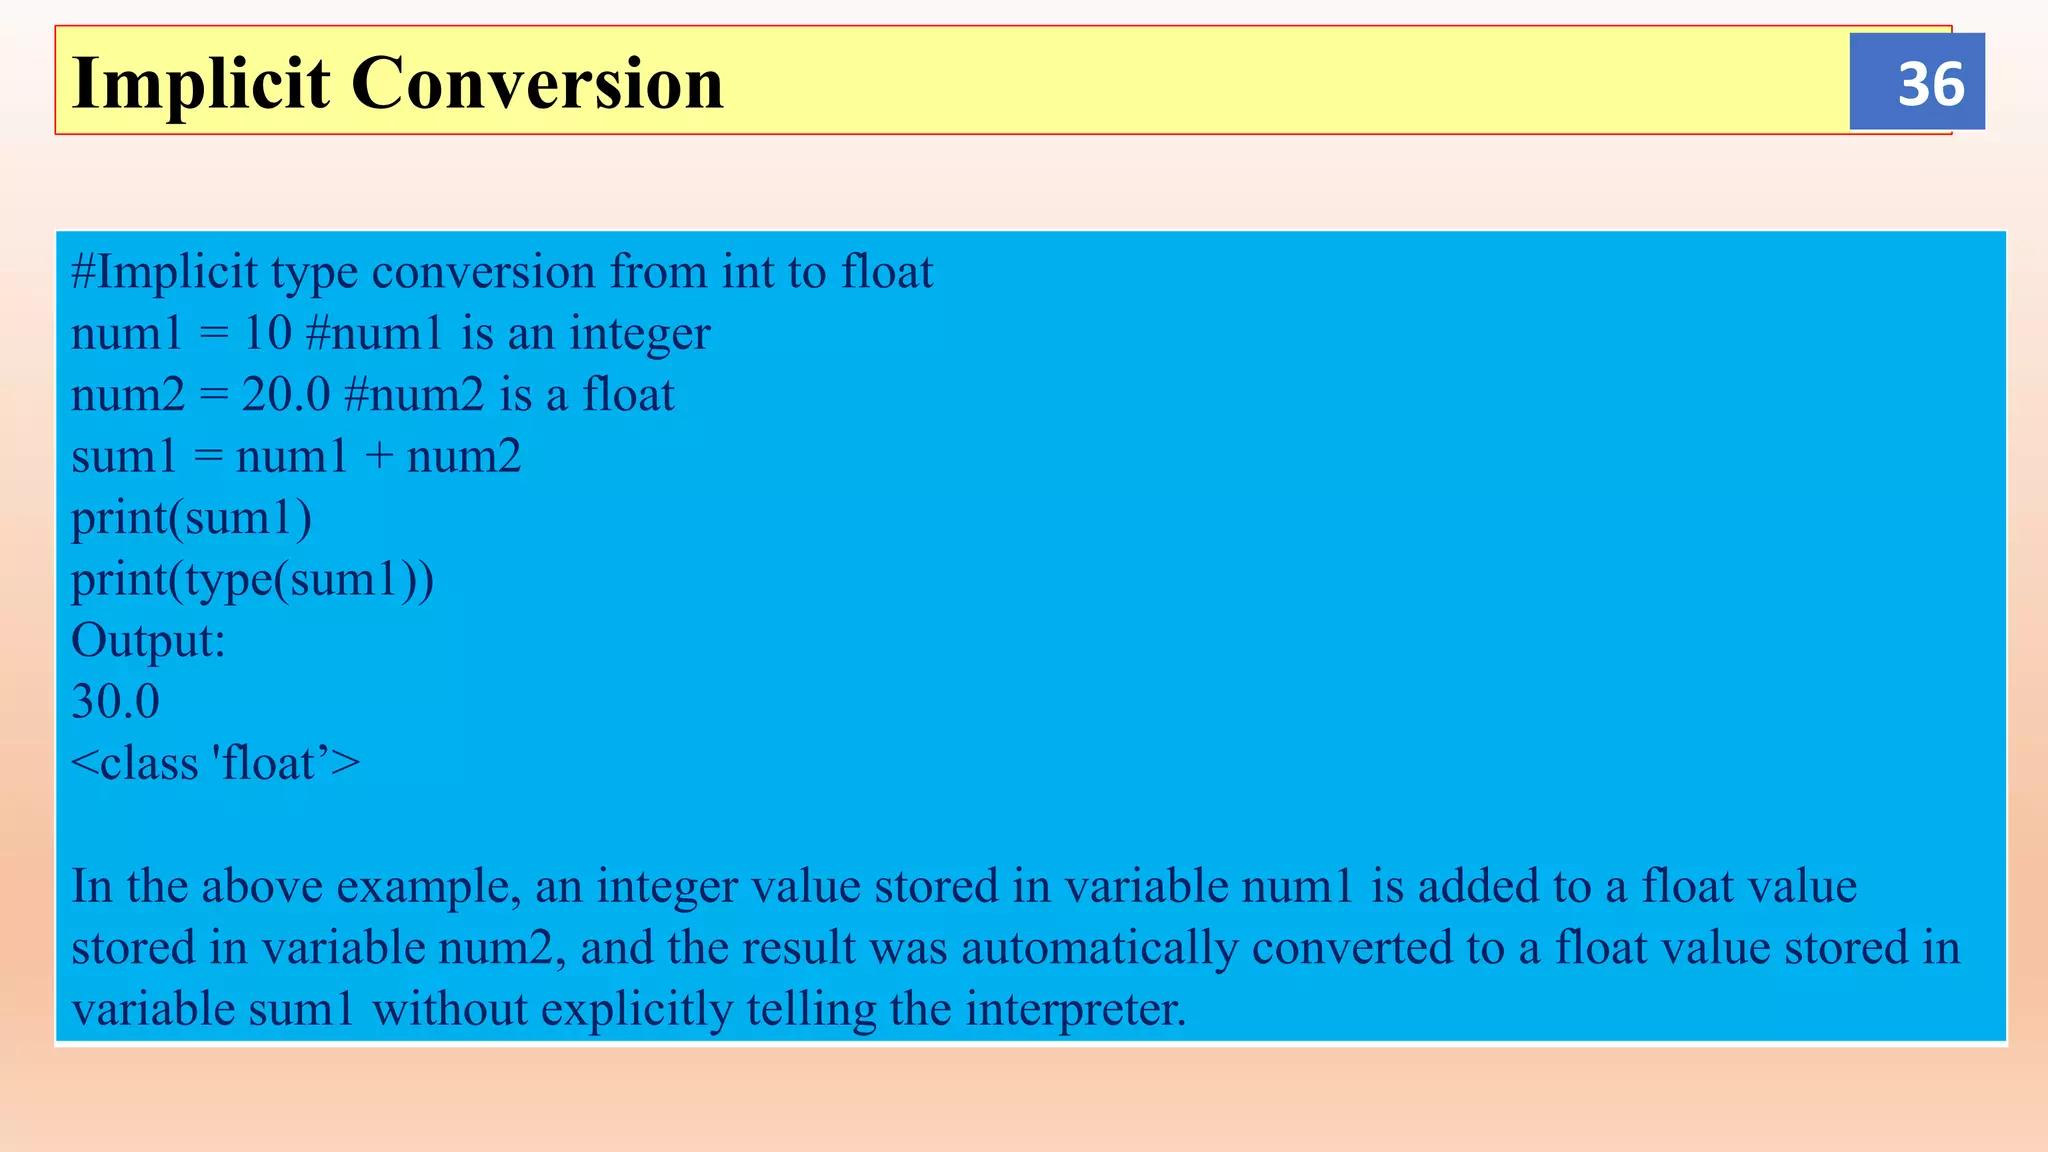 Implicit Conversion
36
#Implicit type conversion from int to float
num1 = 10 #num1 is an integer
num2 = 20.0 #num2 is a float
sum1 = num1 + num2
print(sum1)
print(type(sum1))
Output:
30.0
<class 'float’>
In the above example, an integer value stored in variable num1 is added to a float value
stored in variable num2, and the result was automatically converted to a float value stored in
variable sum1 without explicitly telling the interpreter.